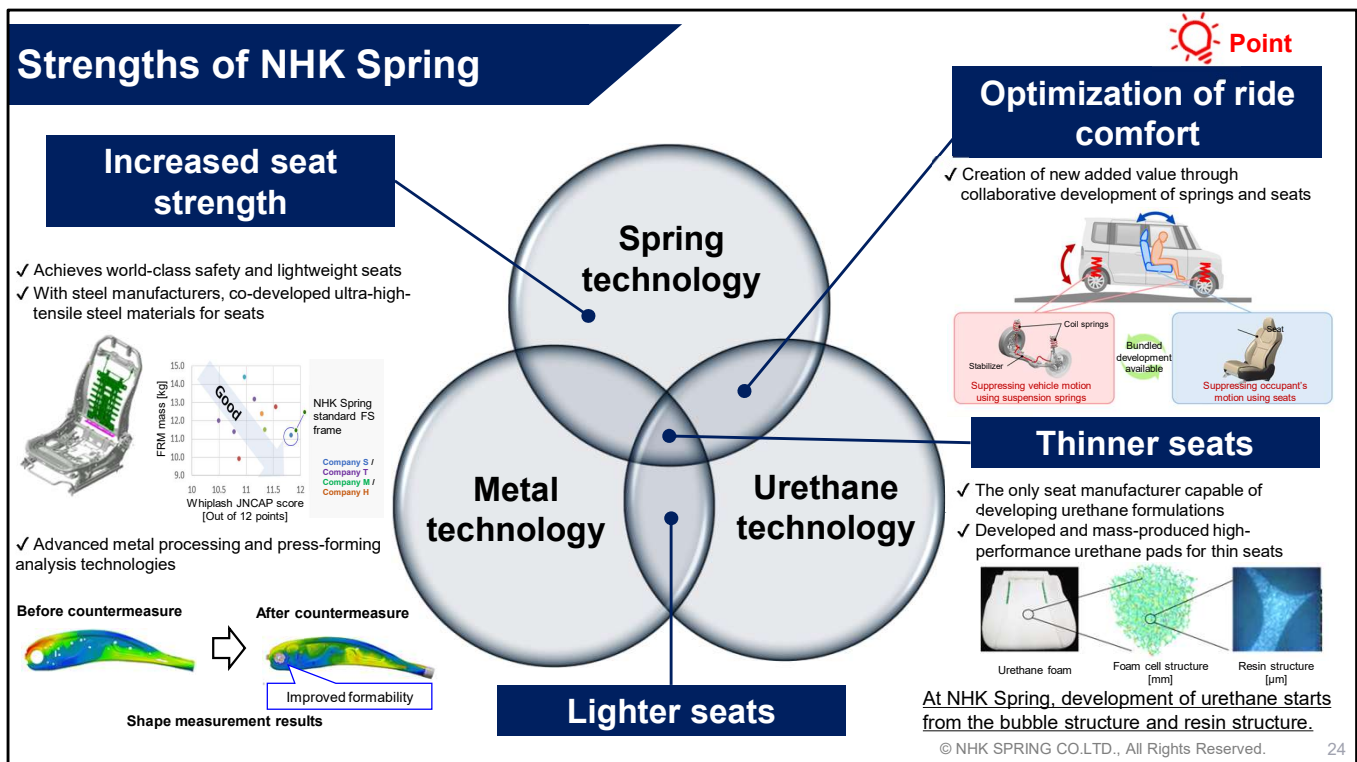 Strengths of NHK Spring
Point
Increased seat
strength
✓ Achieves world-class safety and lightweight seats
✓ With steel manufacturers, co-developed ultra-high-
tensile steel materials for seats
FRM mass [kg]
15.0
14.0
13.0
12.0
11.0
10.0
9.0
Good
10 10.5 11 11.5 12
Whiplash JNCAP score
[Out of 12 points]
NHK Spring
standard FS
frame
Company S /
Company T
Company M /
Company H
✓ Advanced metal processing and press-forming
analysis technologies
Before countermeasure
After countermeasure
Improved formability
Shape measurement results
Spring
technology
Metal
technology
Urethane
technology
Lighter seats
Optimization of ride
comfort
✓ Creation of new added value through
collaborative development of springs and seats
Coil springs
Stabilizer
Suppressing vehicle motion
using suspension springs
Bundled
development
available
Seat
Suppressing occupant's
motion using seats
Thinner seats
✓ The only seat manufacturer capable of
developing urethane formulations
✓ Developed and mass-produced high-
performance urethane pads for thin seats
Urethane foam
Foam cell structure
[mm]
Resin structure
[μm]
At NHK Spring, development of urethane starts
from the bubble structure and resin structure.
© NHK SPRING CO.LTD., All Rights Reserved.
24